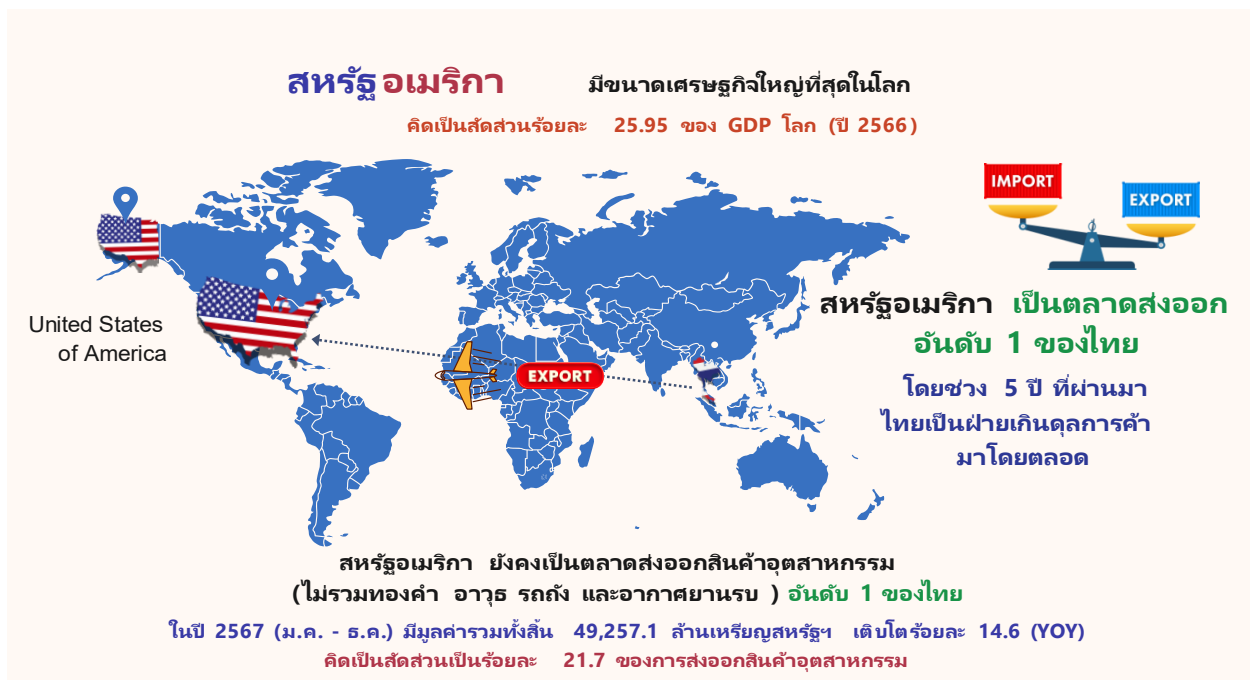 สหรัฐอเมริกา มีขนาดเศรษฐกิจใหญ่ที่สุดในโลก
คิดเป็นสัดส่วนร้อยละ 25.95 ของ GDP โลก (ปี 2566)
IMPORT
EXPORT
สหรัฐอเมริกา เป็นตลาดส่งออก
อันดับ 1 ของไทย
United States
of America
EXPORT
โดยช่วง 5 ปี ที่ผ่านมา
ไทยเป็นฝ่ายเกินดุลการค้า
มาโดยตลอด
สหรัฐอเมริกา ยังคงเป็นตลาดส่งออกสินค้าอุตสาหกรรม
(ไม่รวมทองคำ อาวุธ รถถัง และอากาศยานรบ ) อันดับ 1 ของไทย
ในปี 2567 (ม.ค. - ธ.ค.) มีมูลค่ารวมทั้งสิ้น 49,257.1 ล้านเหรียญสหรัฐฯ เติบโตร้อยละ 14.6 (YOY)
คิดเป็นสัดส่วนเป็นร้อยละ 21.7 ของการส่งออกสินค้าอุตสาหกรรม